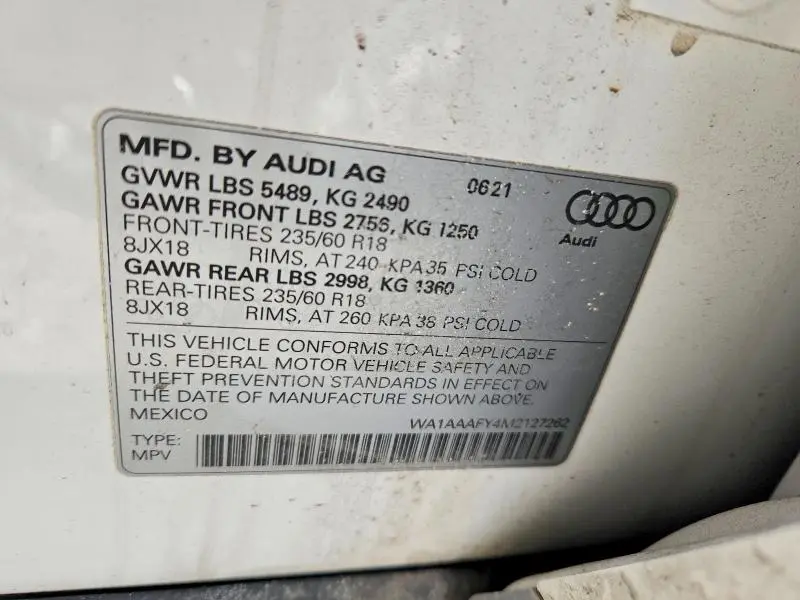 MFD. BY AUDI AG 0621
GVWR LBS 5489, KG 2490
GAWR FRONT LBS 2756, KG 1250
Audi
FRONT-TIRES 235/60 R18
8JX18 RIMS, AT 240 KPA 35 PSI COLD
GAWR REAR LBS 2998, KG 1360
REAR-TIRES 235/60 R18
8JX18 RIMS, AT 260 KPA 38 PSI COLD
THIS VEHICLE CONFORMS TO ALL APPLICABLE
U.S. FEDERAL MOTOR VEHICLE SAFETY AND
THEFT PREVENTION STANDARDS IN EFFECT ON
THE DATE OF MANUFACTURE SHOWN ABOVE.
MEXICO WA1AAAFY4M2127262
TYPE:
MPV